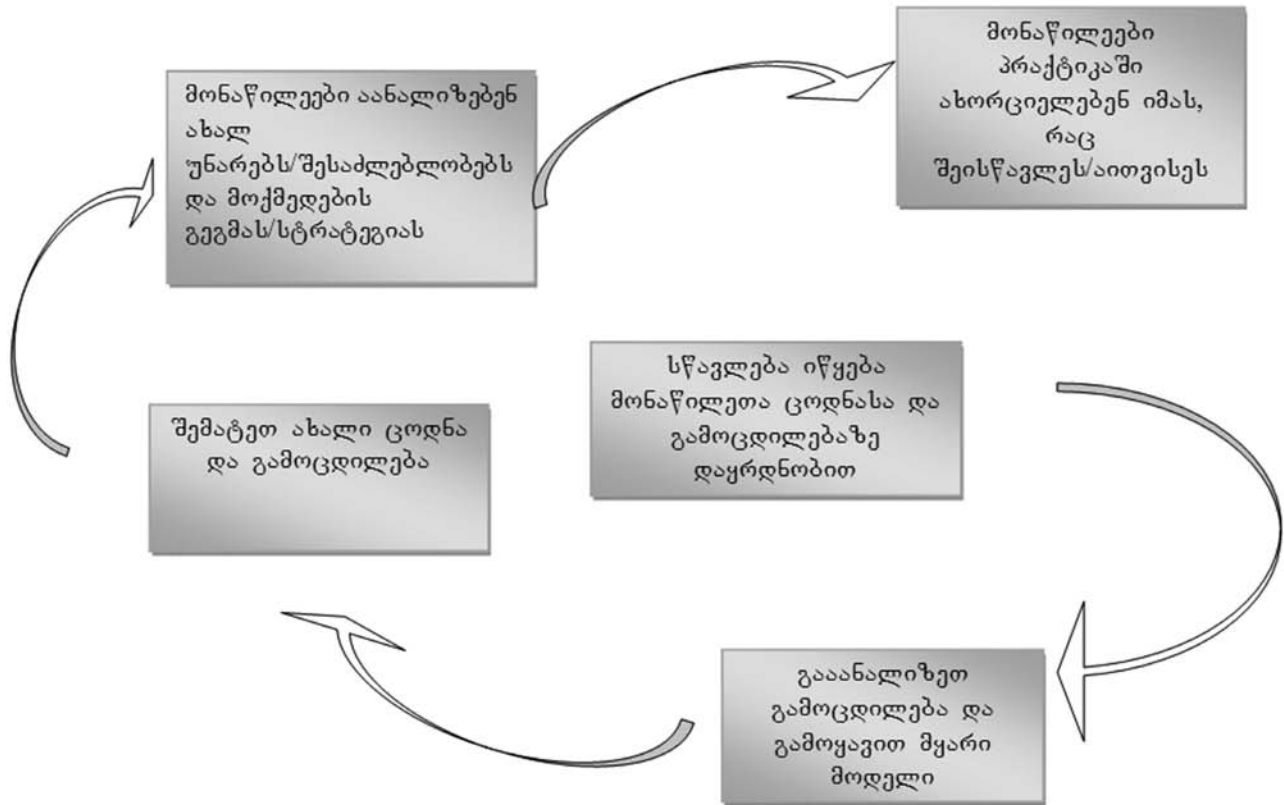 მონაწილეები აანალიზებენ
ახალ
უნარებს/შესაძლებლობებს
და მოქმედების
გეგმას/სტრატეგიას
მონაწილეები
პრაქტიკაში
ახორციელებენ იმას,
რაც
შეისწავლეს/აითვისეს
სწავლება იწყება
მონაწილეთა ცოდნასა და
გამოცდილებაზე
დაყრდნობით
შემატეთ ახალი ცოდნა
და გამოცდილება
გააანალიზეთ
გამოცდილება და
გამოყავით მყარი
მოდელი